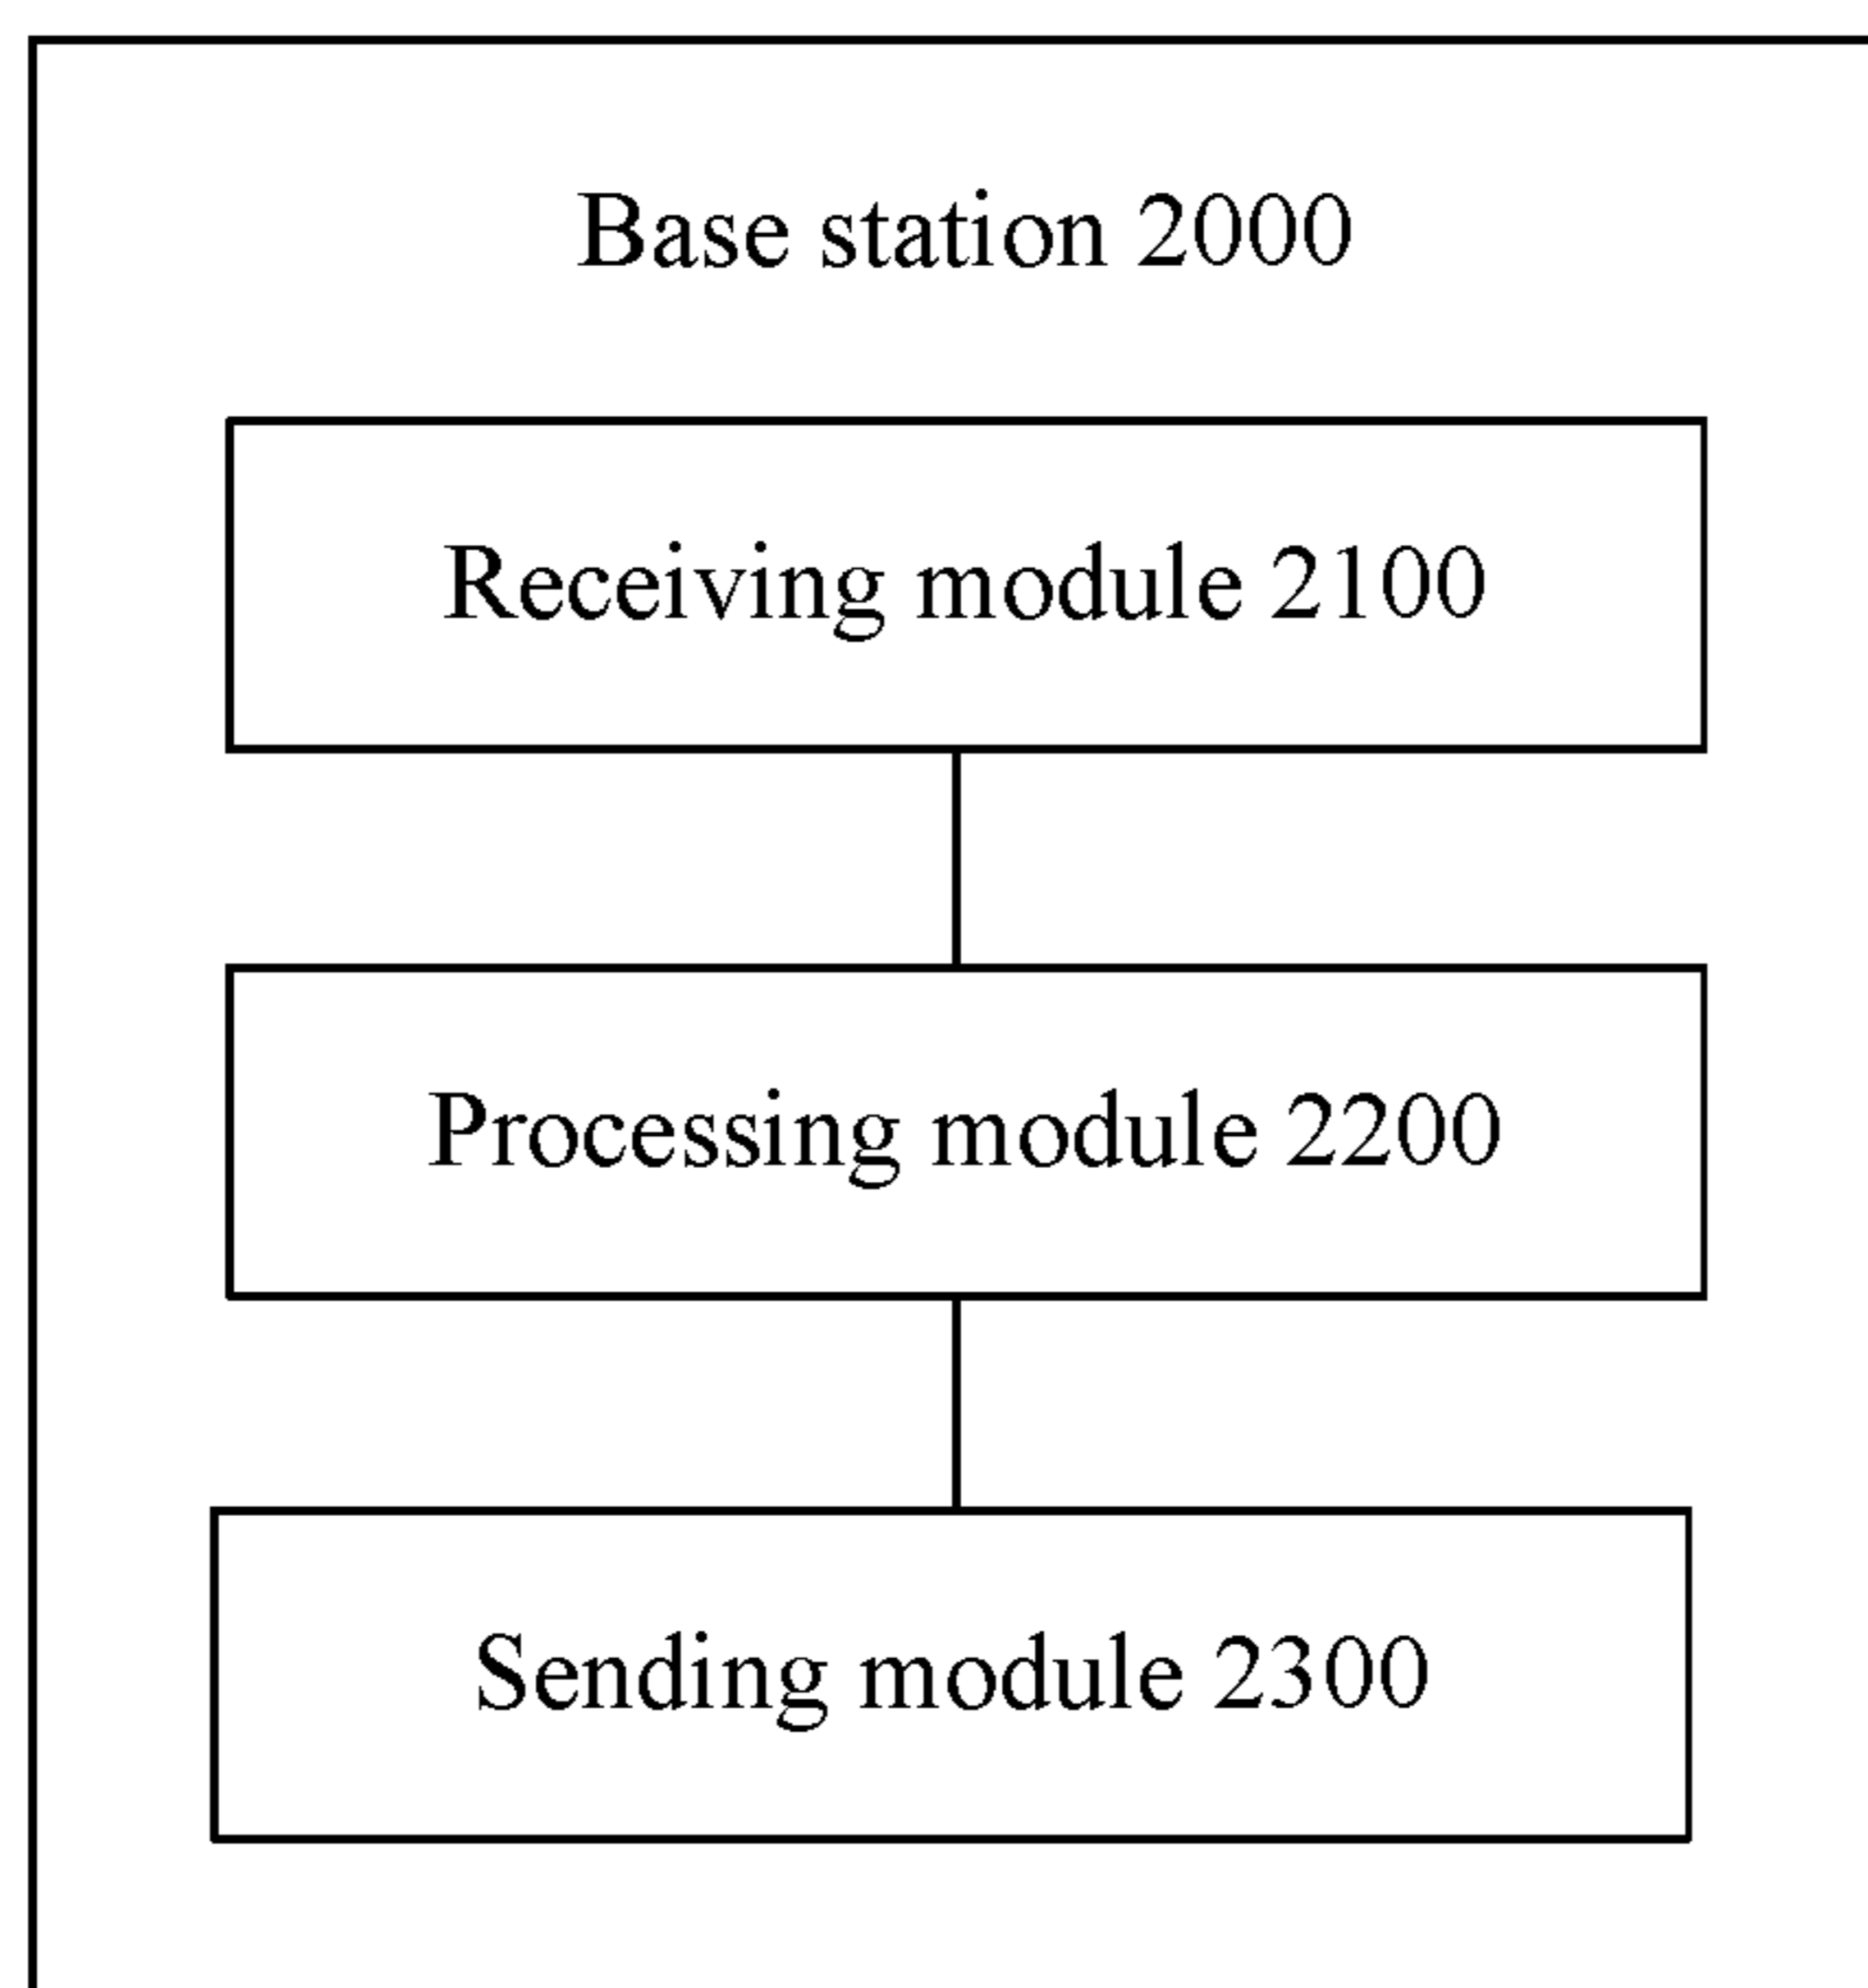 Base station 2000
Receiving module 2100
Processing module 2200
Sending module 2300